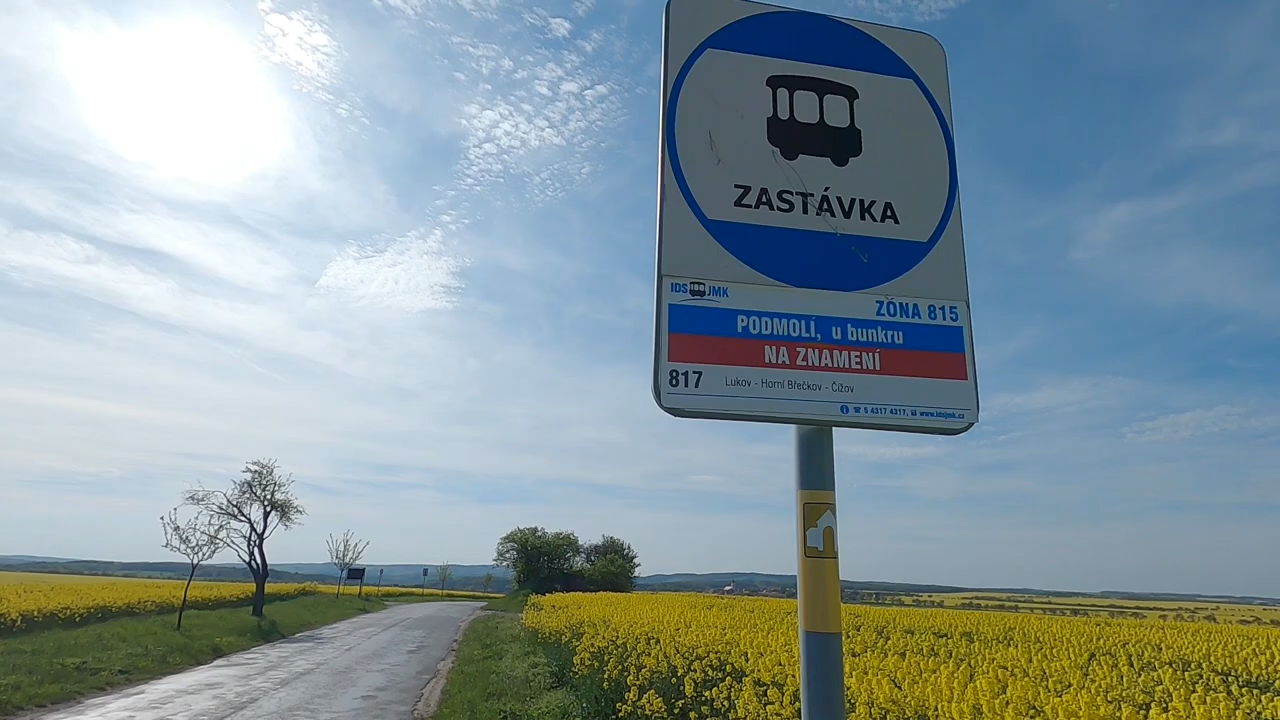 ZASTÁVKA
IDS JMK
ZÓNA 815
PODMOLÍ, u bunkru
NA ZNAMENÍ
817 Lukov - Horní Břečkov - Čížov
5 4317 4317, www.idsjmk.cz